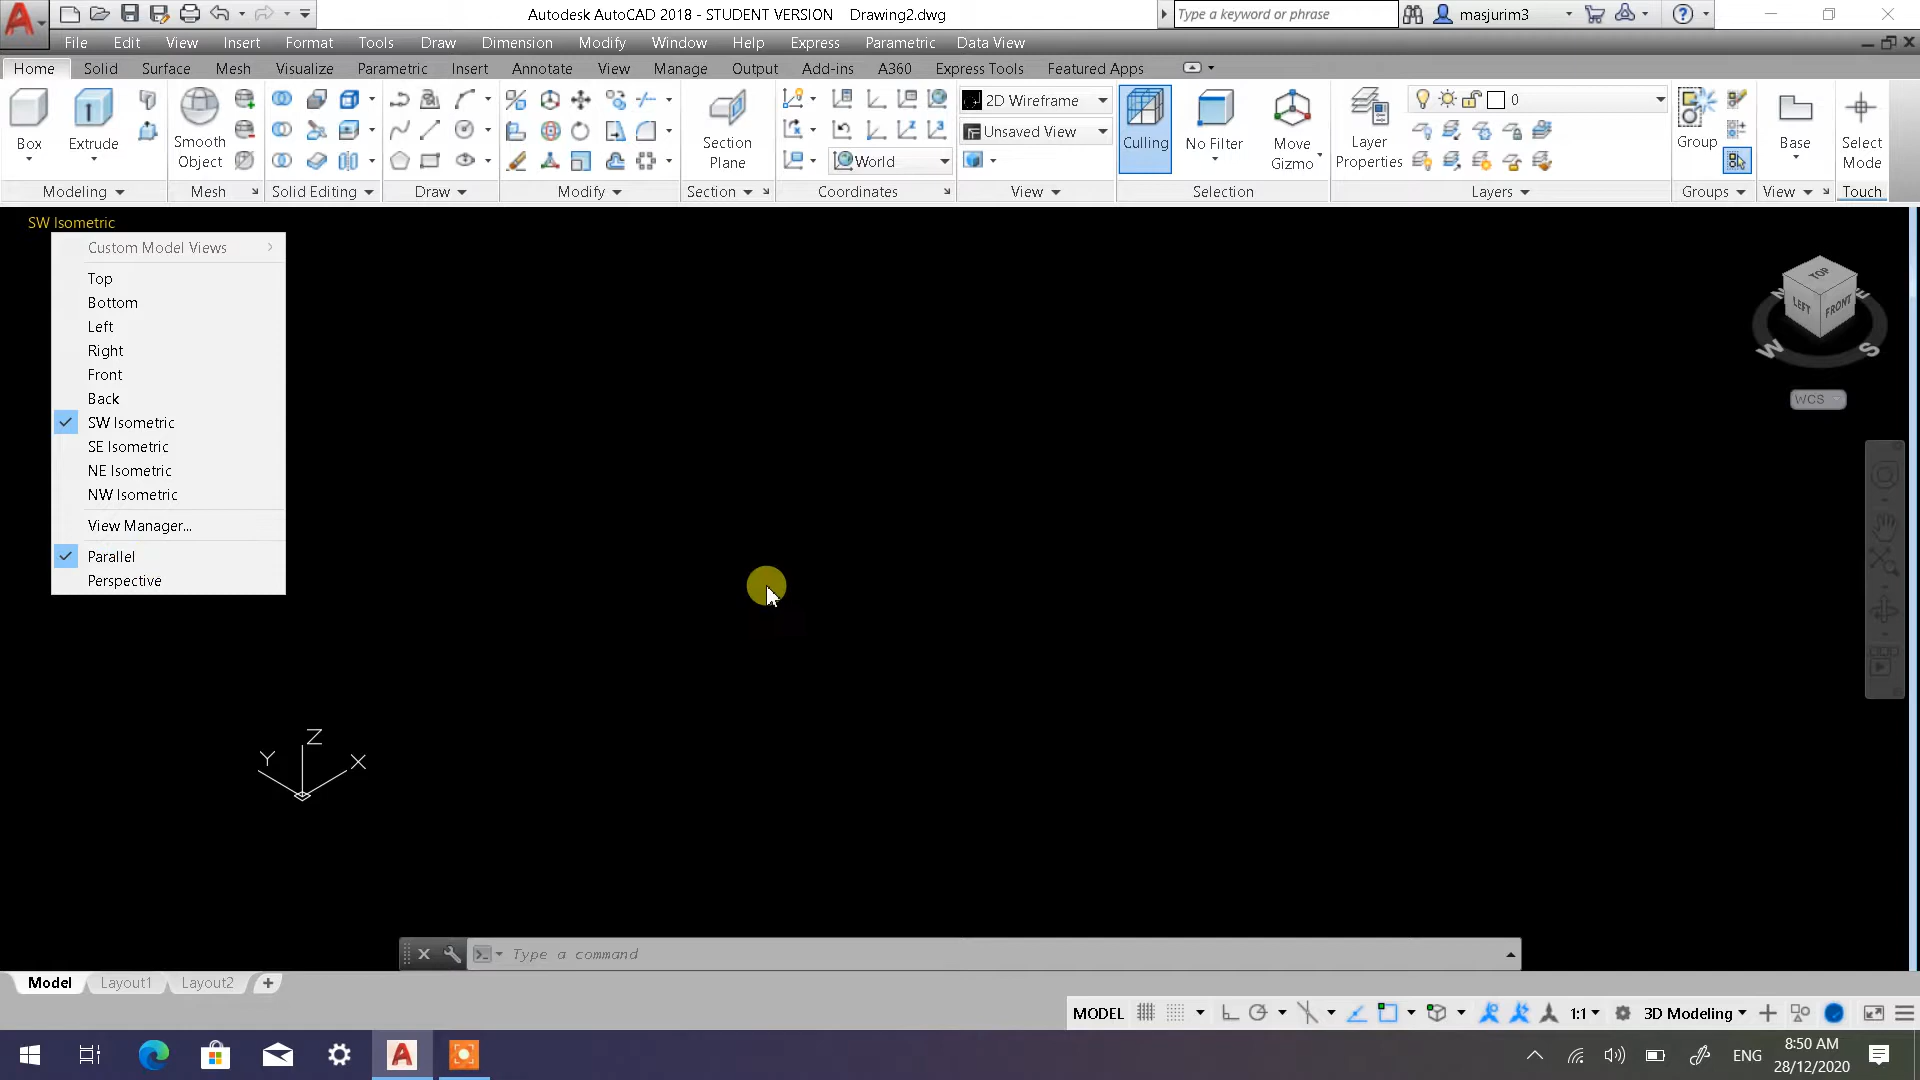 Autodesk AutoCAD 2018 - STUDENT VERSION Drawing2.dwg
Type a keyword or phrase
masjurim3
File Edit View Insert Format Tools Draw Dimension Modify Window Help Express Parametric Data View
Home Solid Surface Mesh Visualize Parametric Insert Annotate View Manage Output Add-ins A360 Express Tools Featured Apps
Box
Extrude
Smooth Object
Section Plane
World
2D Wireframe
Unsaved View
Culling
No Filter
Move Gizmo
Layer Properties
0
Group
Base
Select Mode
Modeling Mesh Solid Editing Draw Modify Section Coordinates View Selection Layers Groups View Touch
SW Isometric
Custom Model Views
Top
Bottom
Left
Right
Front
Back
SW Isometric
SE Isometric
NE Isometric
NW Isometric
View Manager...
Parallel
Perspective
TOP
LEFT
FRONT
N
E
W
S
WCS
Z
Y
X
Type a command
Model Layout1 Layout2
MODEL
1:1
3D Modeling
ENG
8:50 AM
28/12/2020